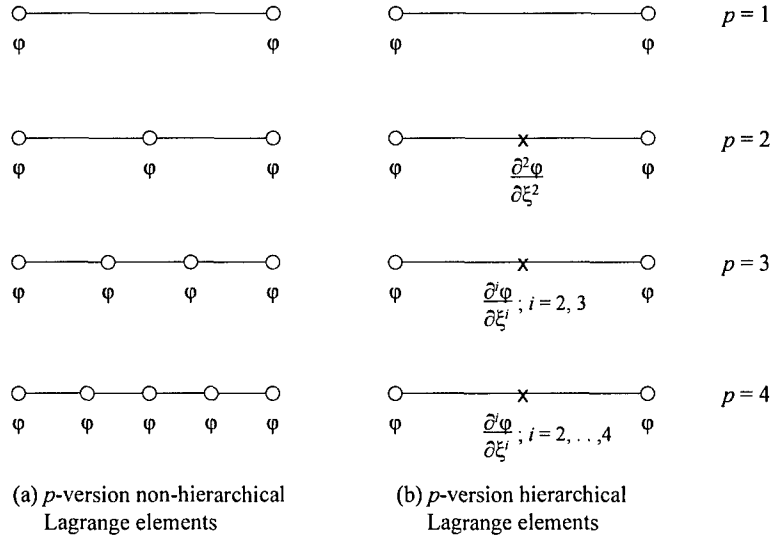 φ φ φ φ p = 1
φ φ φ φ ∂²φ/∂ξ² φ p = 2
φ φ φ φ φ ∂ⁱφ/∂ξⁱ ; i = 2, 3 φ p = 3
φ φ φ φ φ φ ∂ⁱφ/∂ξⁱ ; i = 2, . . ,4 φ p = 4
(a) p-version non-hierarchical
Lagrange elements
(b) p-version hierarchical
Lagrange elements